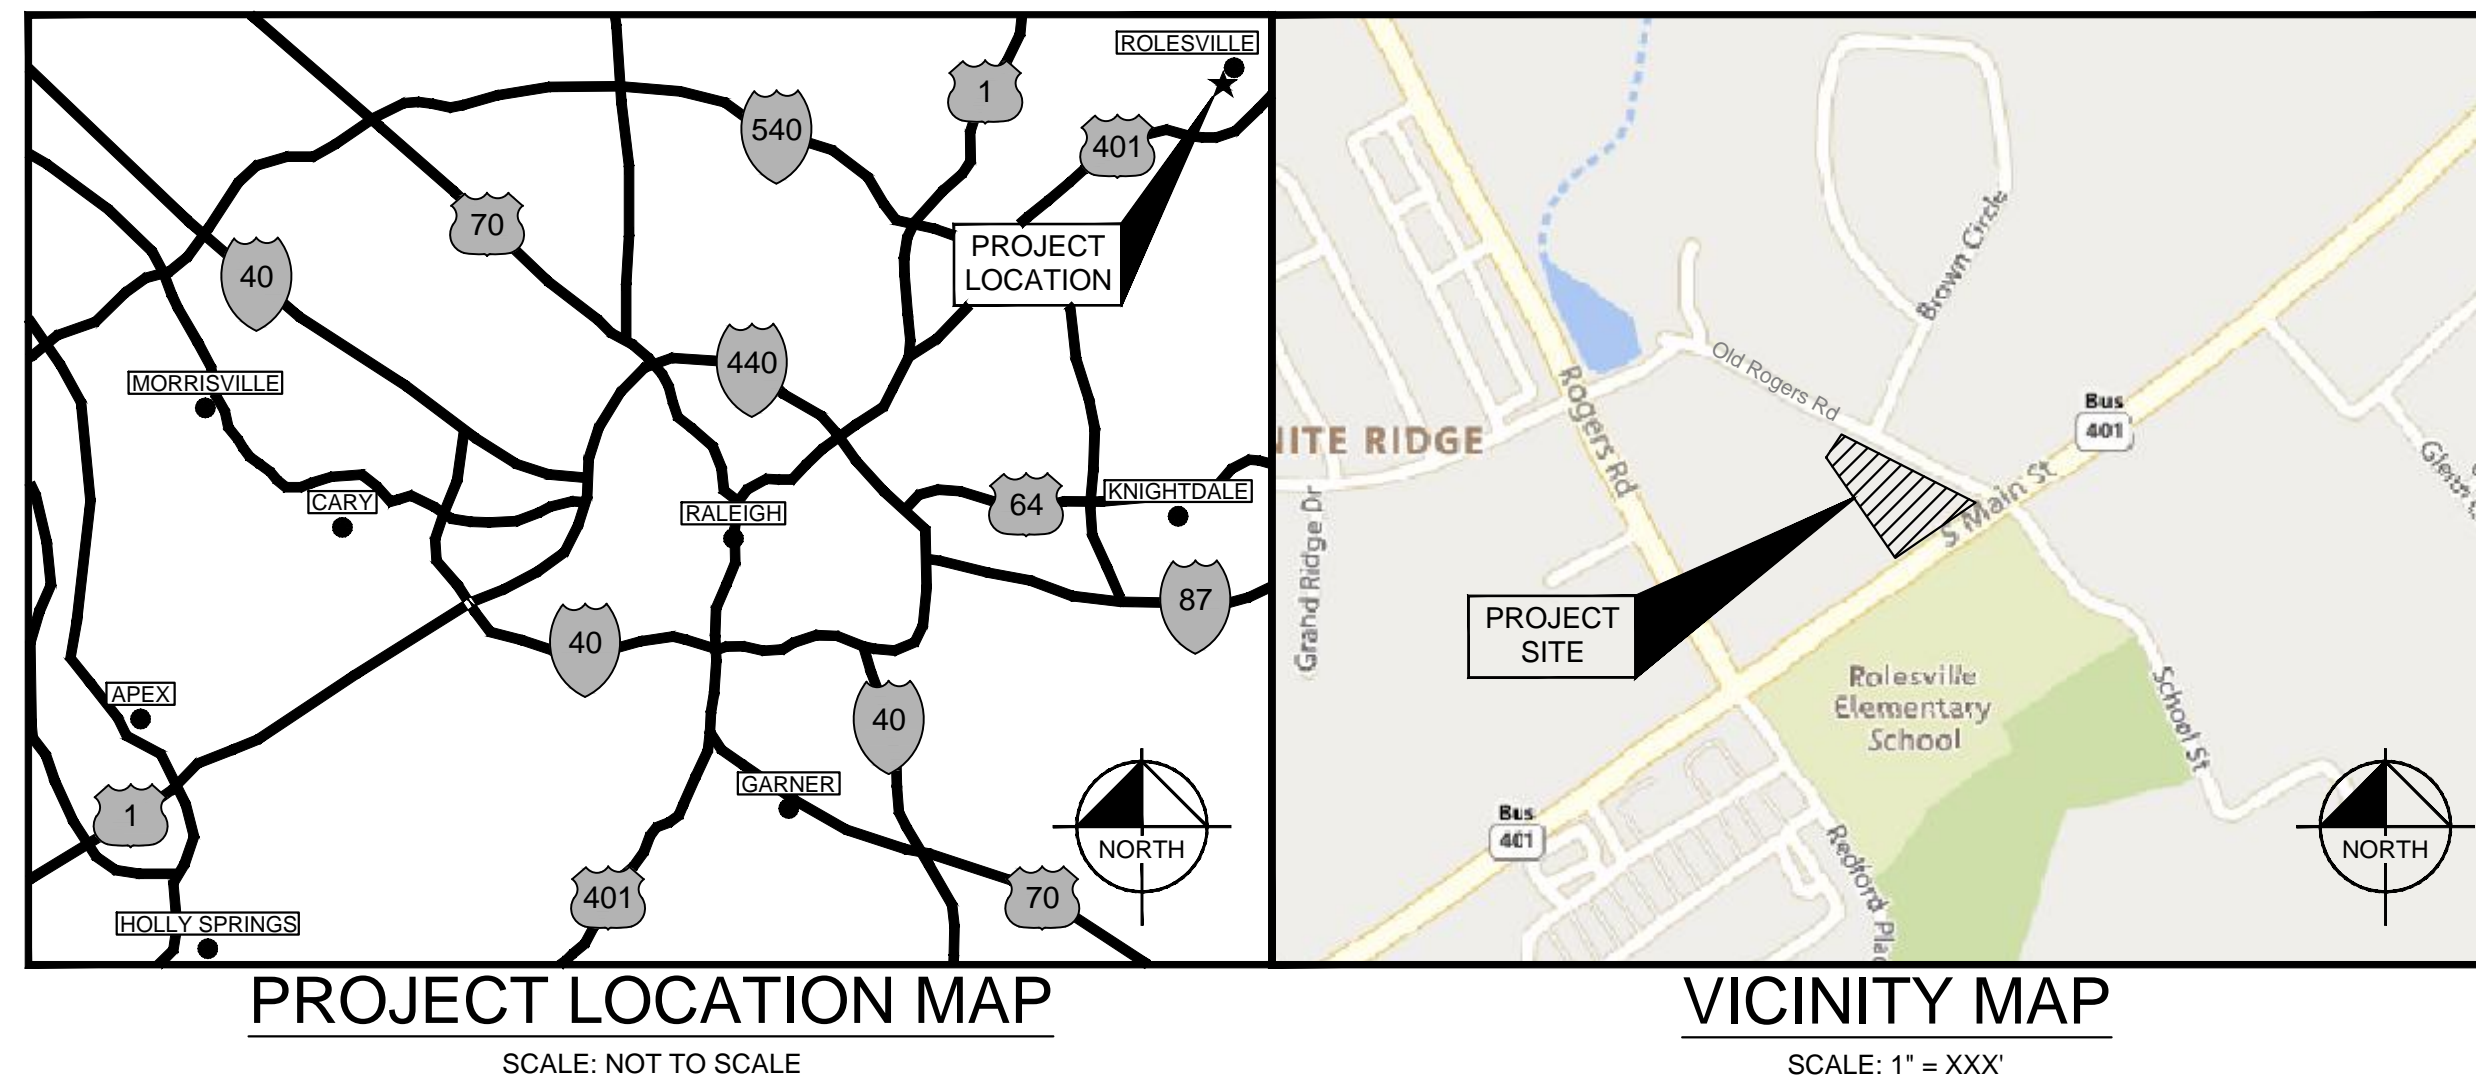 ROLESVILLE
1
540
401
70
PROJECT
LOCATION
40
440
MORRISVILLE
64
KNIGHTDALE
CARY
RALEIGH
87
40
APEX
40
GARNER
1
NORTH
401
70
HOLLY SPRINGS
PROJECT LOCATION MAP
SCALE: NOT TO SCALE
Brown Circle
Old Rogers Rd
Rogers Rd
Bus
401
NITE RIDGE
S Main St
Grand Ridge Dr
PROJECT
SITE
Rolesville
Elementary
School
School St
Bus
401
Redford
NORTH
VICINITY MAP
SCALE: 1" = XXX'